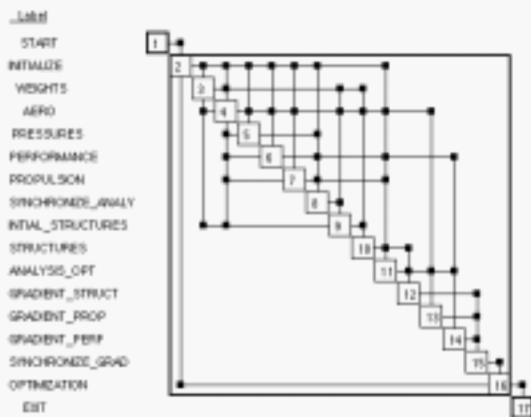 Label
START 1
INITIALIZE 2
WEIGHTS 3
AERO 4
PRESSURES 5
PERFORMANCE 6
PROPULSION 7
SYNCHRONIZE_ANALY 8
INTIAL_STRUCTURES 9
STRUCTURES 10
ANALYSIS_OPT 11
GRADIENT_STRUCT 12
GRADIENT_PROP 13
GRADIENT_PERF 14
SYNCHRONIZE_GRAD 15
OPTIMIZATION 16
EXIT 17